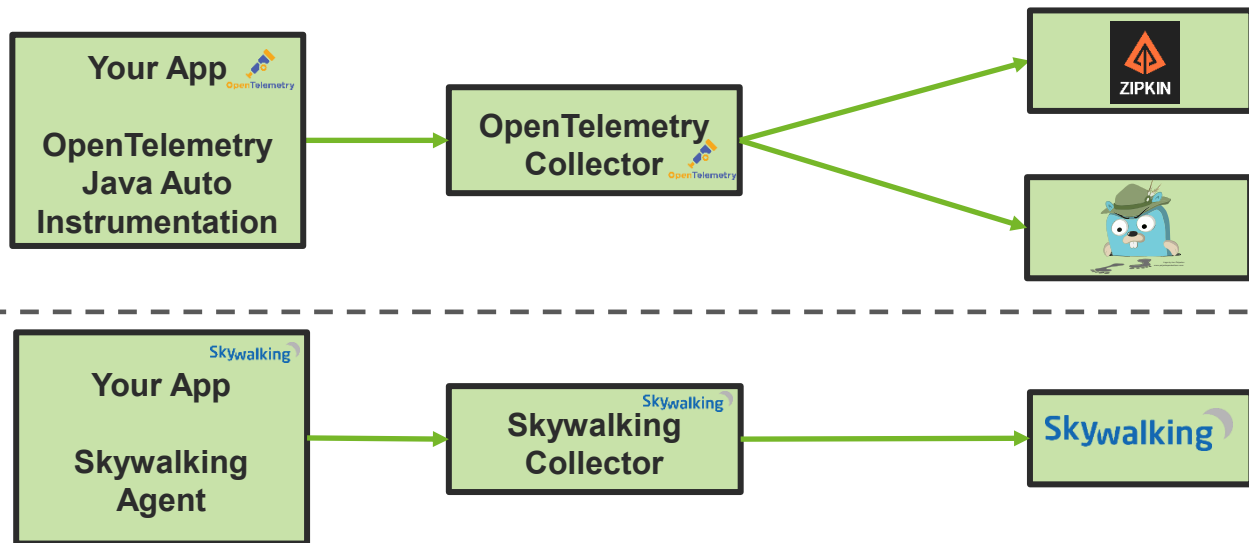 Your App
OpenTelemetry
OpenTelemetry
Java Auto
Instrumentation
OpenTelemetry
Collector
OpenTelemetry
ZIPKIN
Skywalking
Your App
Skywalking
Agent
Skywalking
Skywalking
Collector
Skywalking